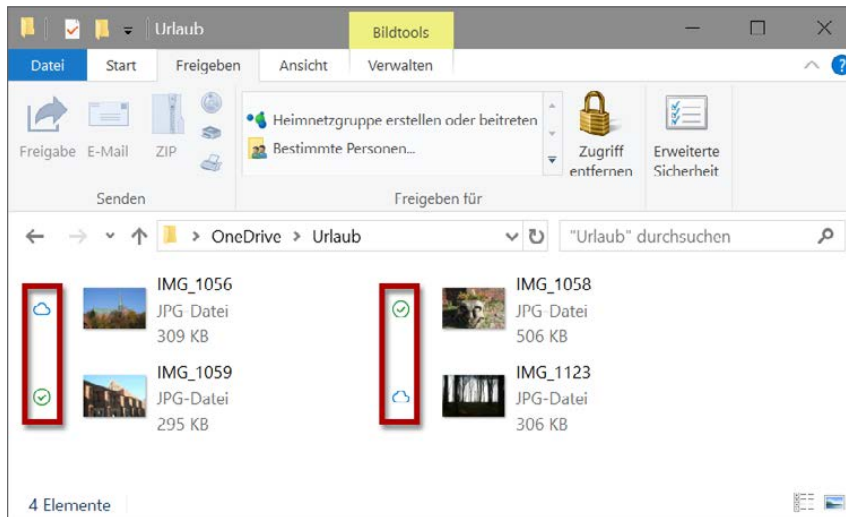 Urlaub
Bildtools
Datei Start Freigeben Ansicht Verwalten
?
Freigabe E-Mail ZIP
Heimnetzgruppe erstellen oder beitreten
Bestimmte Personen...
Zugriff entfernen
Erweiterte Sicherheit
Senden Freigeben für
OneDrive > Urlaub
"Urlaub" durchsuchen
IMG_1056
JPG-Datei
309 KB
IMG_1058
JPG-Datei
506 KB
IMG_1059
JPG-Datei
295 KB
IMG_1123
JPG-Datei
306 KB
4 Elemente